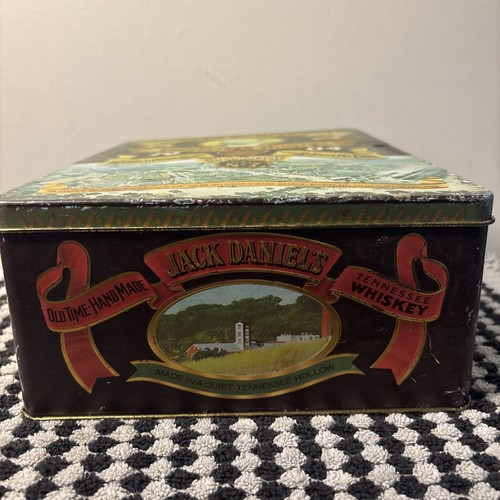 JACK DANIEL'S
OLD TIME · HAND MADE
TENNESSEE
WHISKEY
MADE IN A QUIET TENNESSEE HOLLOW